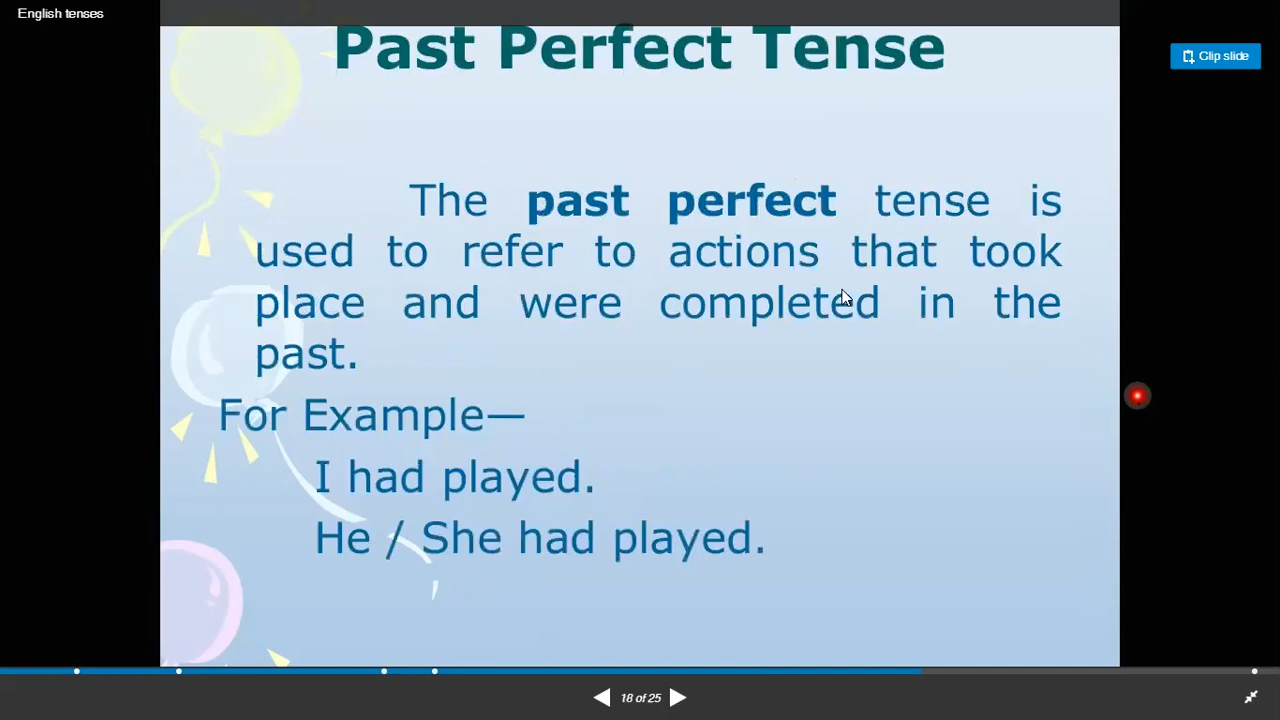 English tenses
Past Perfect Tense
Clip slide
The past perfect tense is
used to refer to actions that took
place and were completed in the
past.
For Example—
I had played.
He / She had played.
18 of 25